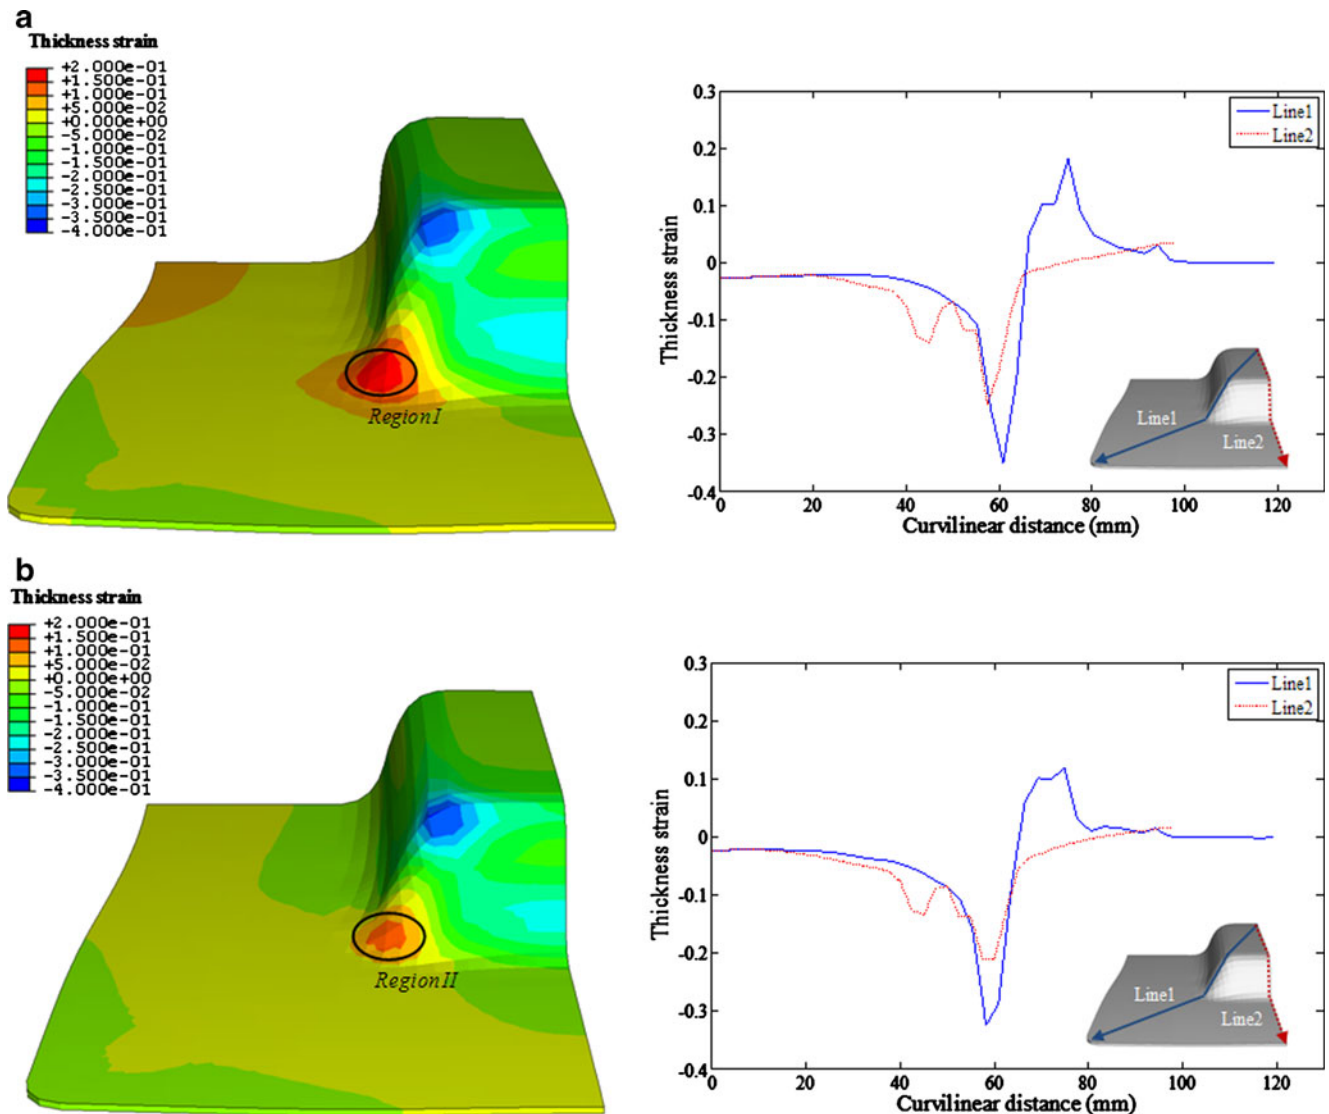 a
Thickness strain
+2.000e-01
+1.500e-01
+1.000e-01
+5.000e-02
+0.000e+00
-5.000e-02
-1.000e-01
-1.500e-01
-2.000e-01
-2.500e-01
-3.000e-01
-3.500e-01
-4.000e-01
Region I
0.3
0.2
0.1
0
-0.1
-0.2
-0.3
-0.4
Thickness strain
Line1
Line2
Line1
Line2
0 20 40 60 80 100 120
Curvilinear distance (mm)
b
Thickness strain
+2.000e-01
+1.500e-01
+1.000e-01
+5.000e-02
+0.000e+00
-5.000e-02
-1.000e-01
-1.500e-01
-2.000e-01
-2.500e-01
-3.000e-01
-3.500e-01
-4.000e-01
Region II
0.3
0.2
0.1
0
-0.1
-0.2
-0.3
-0.4
Thickness strain
Line1
Line2
Line1
Line2
0 20 40 60 80 100 120
Curvilinear distance (mm)